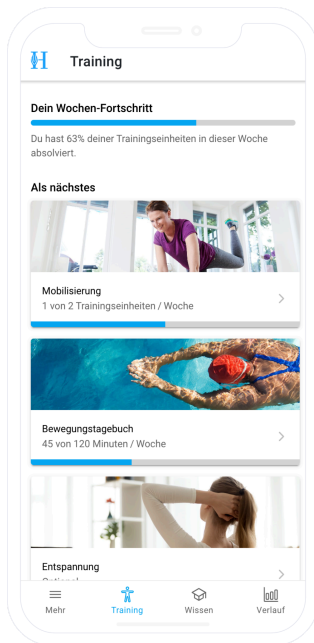 Training
Dein Wochen-Fortschritt
Du hast 63% deiner Trainingseinheiten in dieser Woche
absolviert.
Als nächstes
Mobilisierung
1 von 2 Trainingseinheiten / Woche
Bewegungstagebuch
45 von 120 Minuten / Woche
Entspannung
Mehr
Training
Wissen
Verlauf